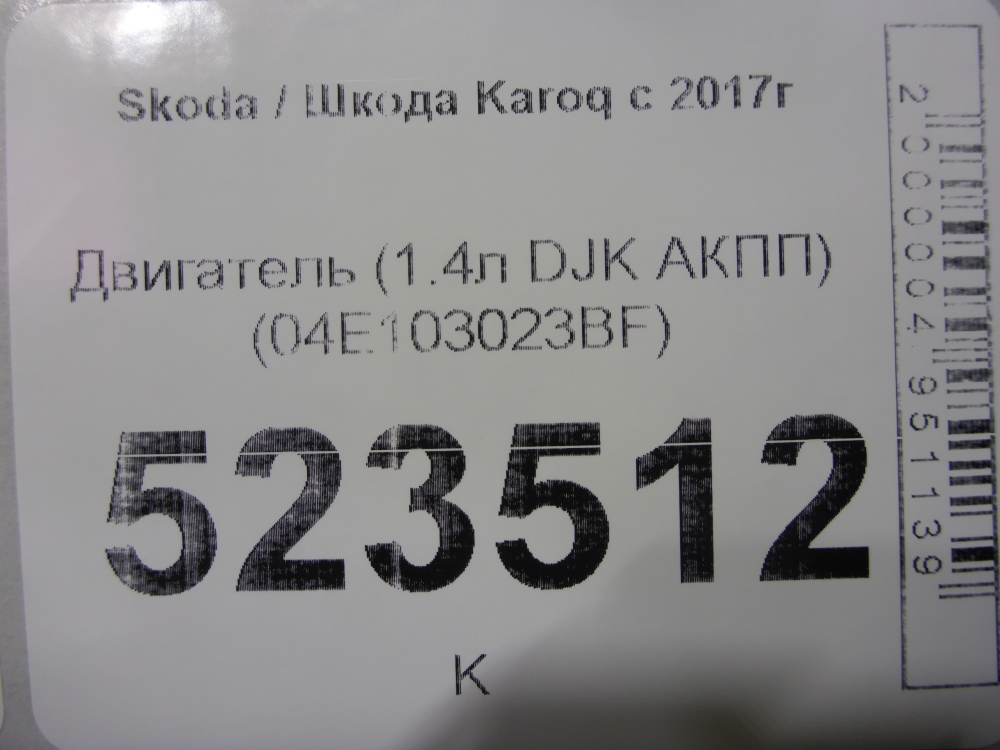 Skoda / Шкода Karoq с 2017г
Двигатель (1.4л DJK АКПП)
(04E103023BF)
523512
K
2000004951139